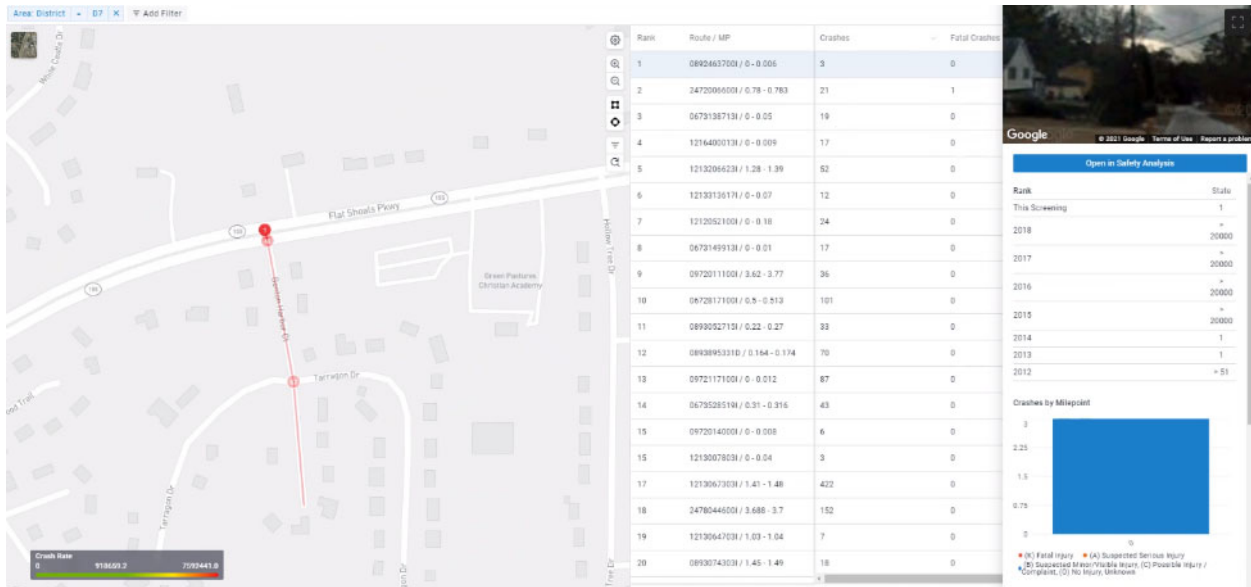 Area: District D7 × Add Filter
White Castle Dr
Flat Shoals Pkwy
155
155
155
Green Pastures
Christian Academy
Hollow Tree Dr
Tarragon Dr
Tarragon Dr
Crash Rate
0 918659.2 7592441.0
Rank Route / MP Crashes Fatal Crashes
1 0892463700I / 0 - 0.006 3 0
2 2472006600I / 0.78 - 0.783 21 1
3 0673138713I / 0 - 0.05 19 0
4 1216400013I / 0 - 0.009 17 0
5 1213206623I / 1.28 - 1.39 52 0
6 1213313617I / 0 - 0.07 12 0
7 1212052100I / 0 - 0.18 24 0
8 0673149913I / 0 - 0.01 17 0
9 0972011100I / 3.62 - 3.77 36 0
10 0672817100I / 0.5 - 0.513 101 0
11 0893052715I / 0.22 - 0.27 33 0
12 0893895331D / 0.164 - 0.174 70 0
13 0972117100I / 0 - 0.012 87 0
14 0673528519I / 0.31 - 0.316 43 0
15 0972014000I / 0 - 0.008 6 0
15 1213007803I / 0 - 0.04 3 0
17 1213067303I / 1.41 - 1.48 422 0
18 2478044600I / 3.688 - 3.7 152 0
19 1213064703I / 1.03 - 1.04 7 0
20 0893074303I / 1.45 - 1.49 18 0
Google
© 2021 Google Terms of Use Report a problem
Open in Safety Analysis
Rank State
This Screening 1
2018 > 20000
2017 > 20000
2016 > 20000
2015 > 20000
2014 1
2013 1
2012 > 51
Crashes by Milepoint
3
2.25
1.5
0.75
0
(K) Fatal Injury (A) Suspected Serious Injury
(B) Suspected Minor/Visible Injury, (C) Possible Injury /
Complaint, (O) No Injury, Unknown